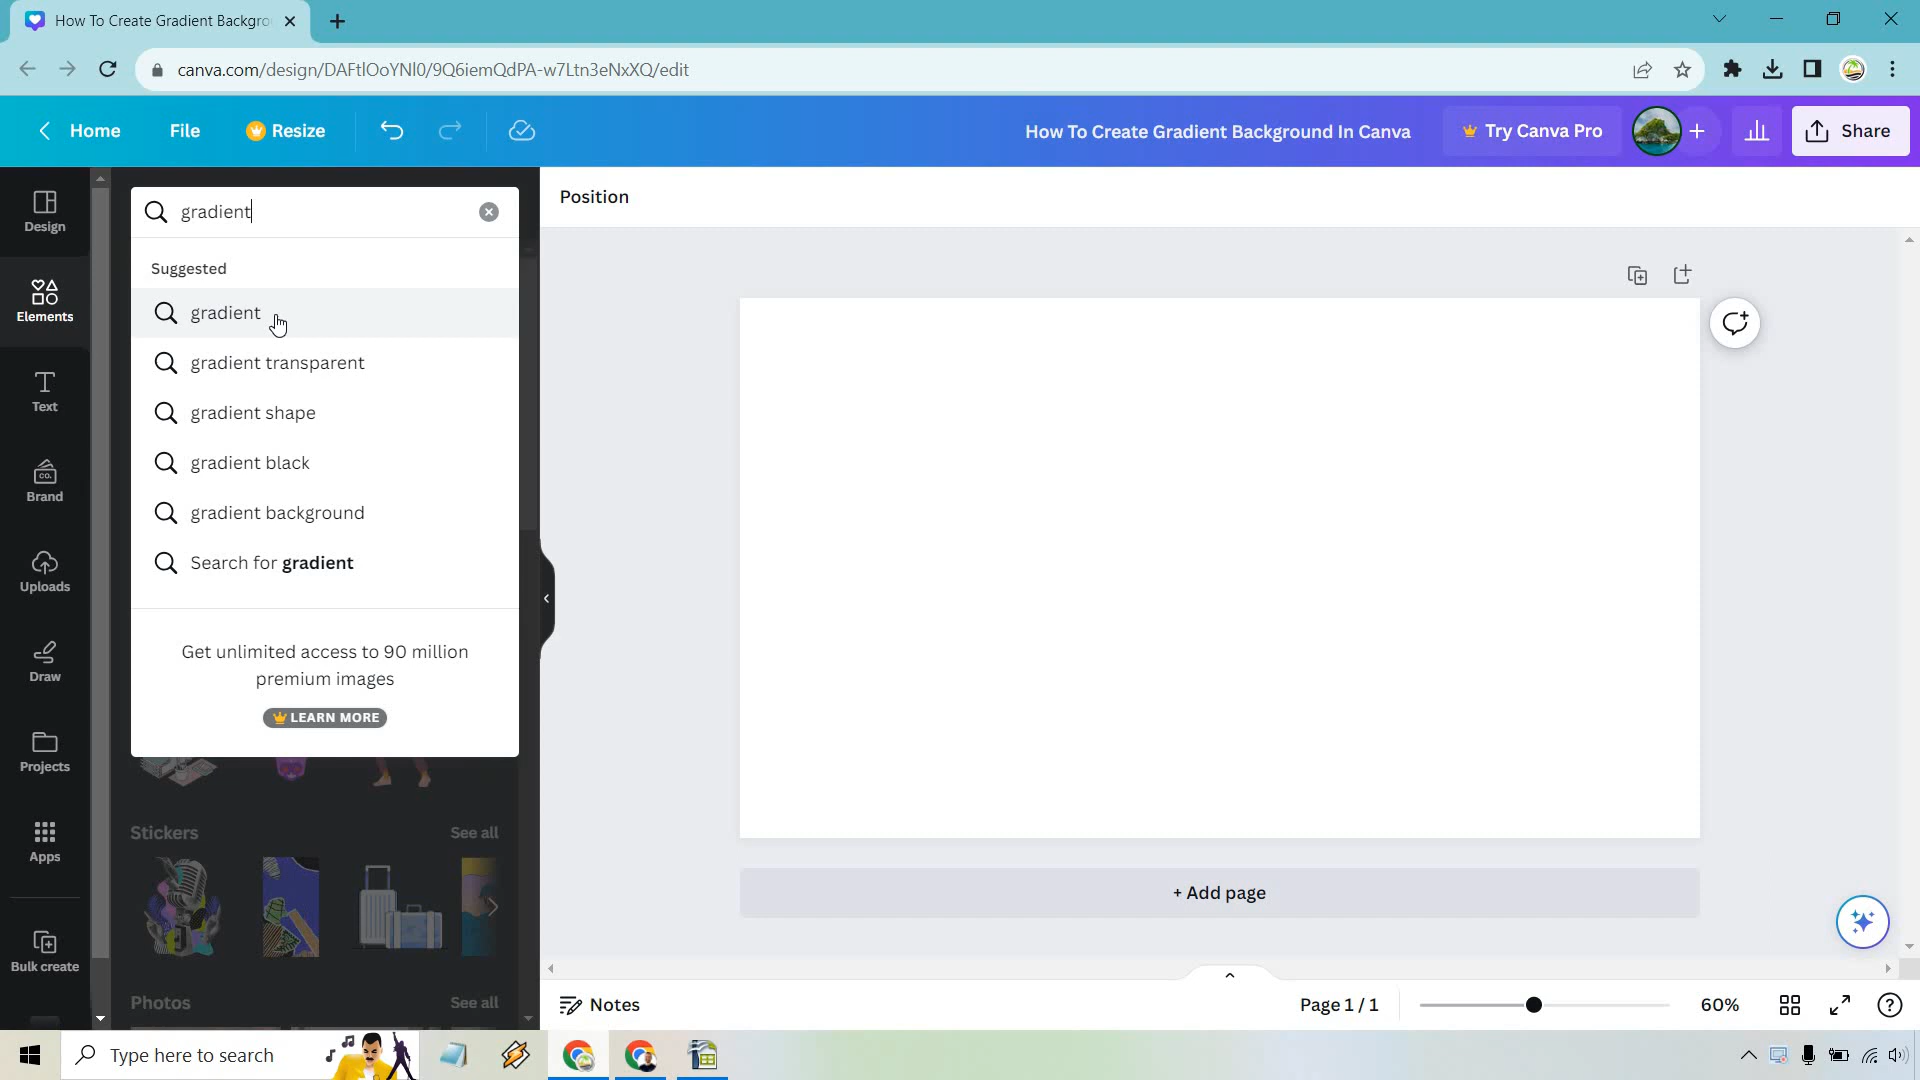 How To Create Gradient Backgro
canva.com/design/DAFtlOoYNl0/9Q6iemQdPA-w7Ltn3eNxXQ/edit
Home
File
Resize
How To Create Gradient Background In Canva
Try Canva Pro
Share
Design
Elements
Text
CO.
Brand
Uploads
Draw
Projects
Apps
Bulk create
gradient
Suggested
gradient
gradient transparent
gradient shape
gradient black
gradient background
Search for gradient
Get unlimited access to 90 million
premium images
LEARN MORE
Stickers
See all
Photos
See all
Position
+ Add page
Notes
Page 1 / 1
60%
Type here to search